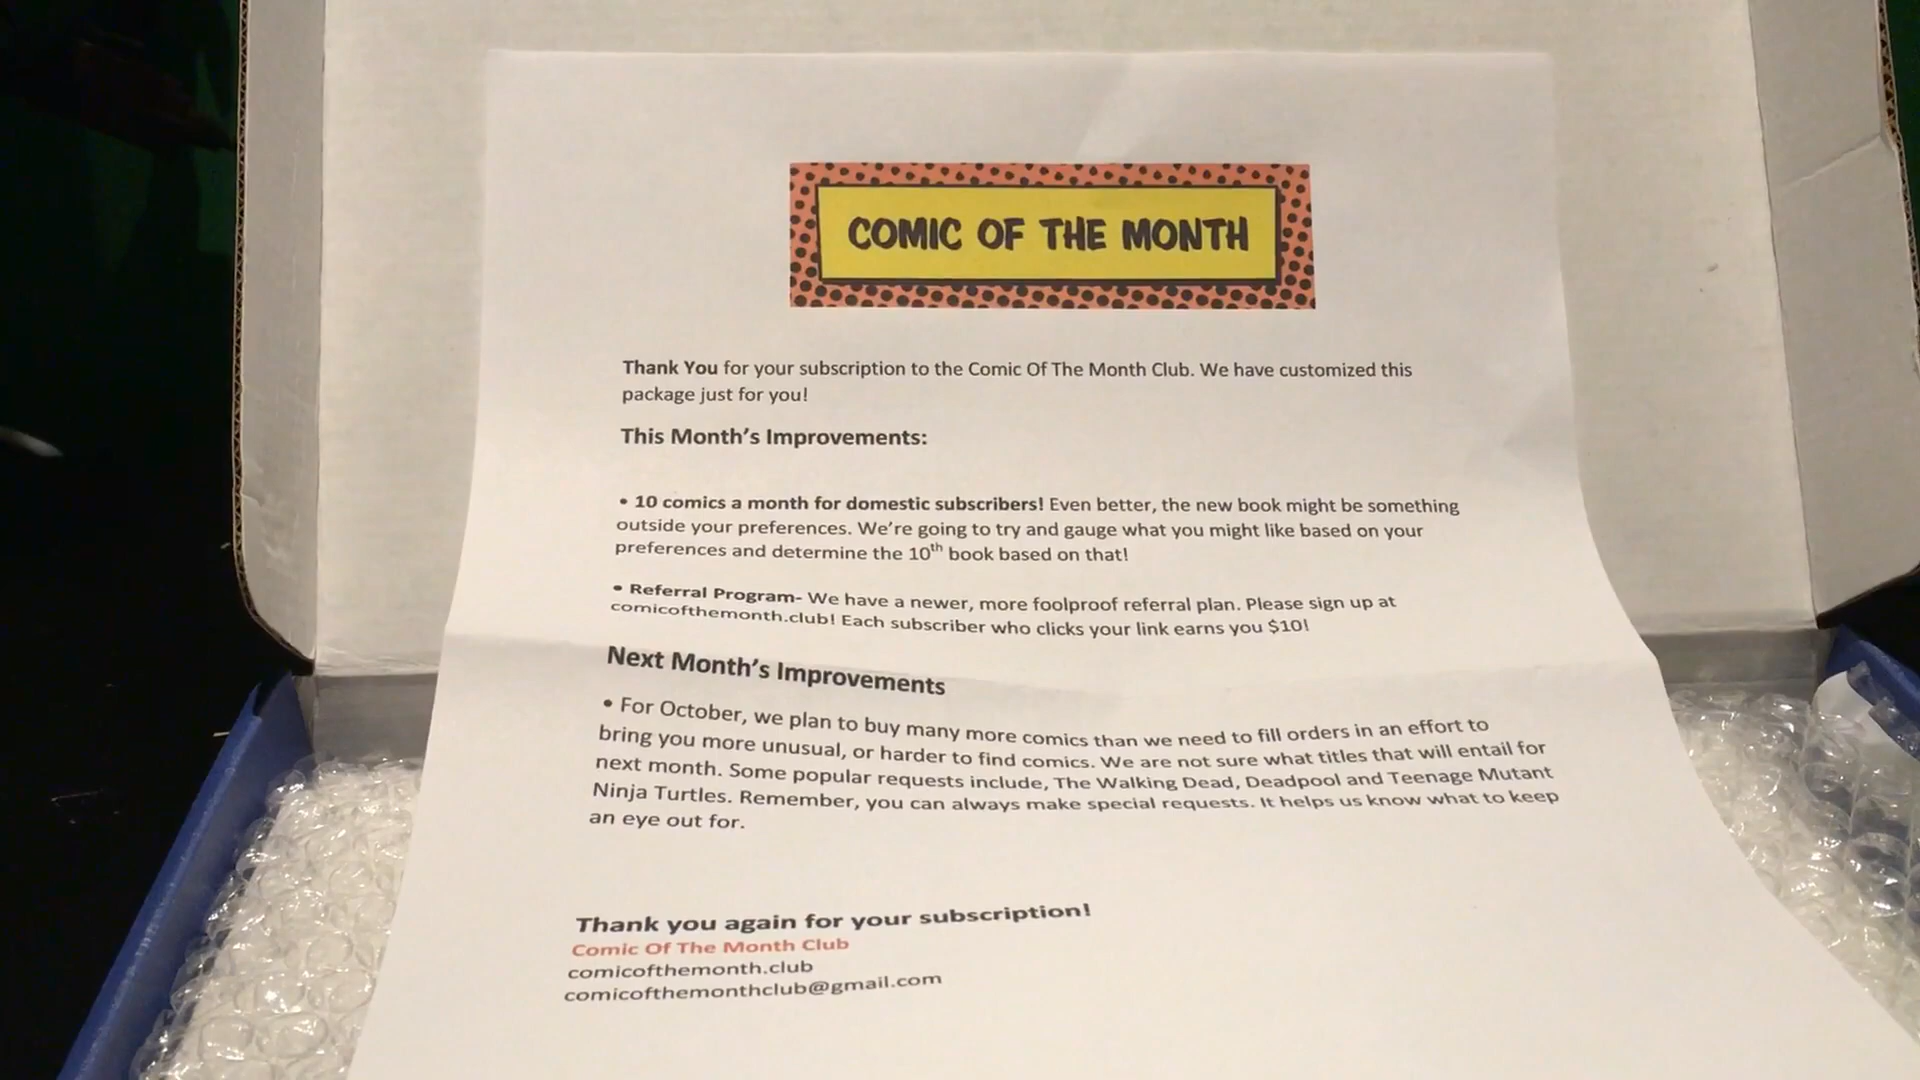 COMIC OF THE MONTH
Thank You for your subscription to the Comic Of The Month Club. We have customized this
package just for you!
This Month's Improvements:
• 10 comics a month for domestic subscribers! Even better, the new book might be something
outside your preferences. We're going to try and gauge what you might like based on your
preferences and determine the 10th book based on that!
• Referral Program- We have a newer, more foolproof referral plan. Please sign up at
comicofthemonth.club! Each subscriber who clicks your link earns you $10!
Next Month's Improvements
• For October, we plan to buy many more comics than we need to fill orders in an effort to
bring you more unusual, or harder to find comics. We are not sure what titles that will entail for
next month. Some popular requests include, The Walking Dead, Deadpool and Teenage Mutant
Ninja Turtles. Remember, you can always make special requests. It helps us know what to keep
an eye out for.
Thank you again for your subscription!
Comic Of The Month Club
comicofthemonth.club
comicofthemonthclub@gmail.com